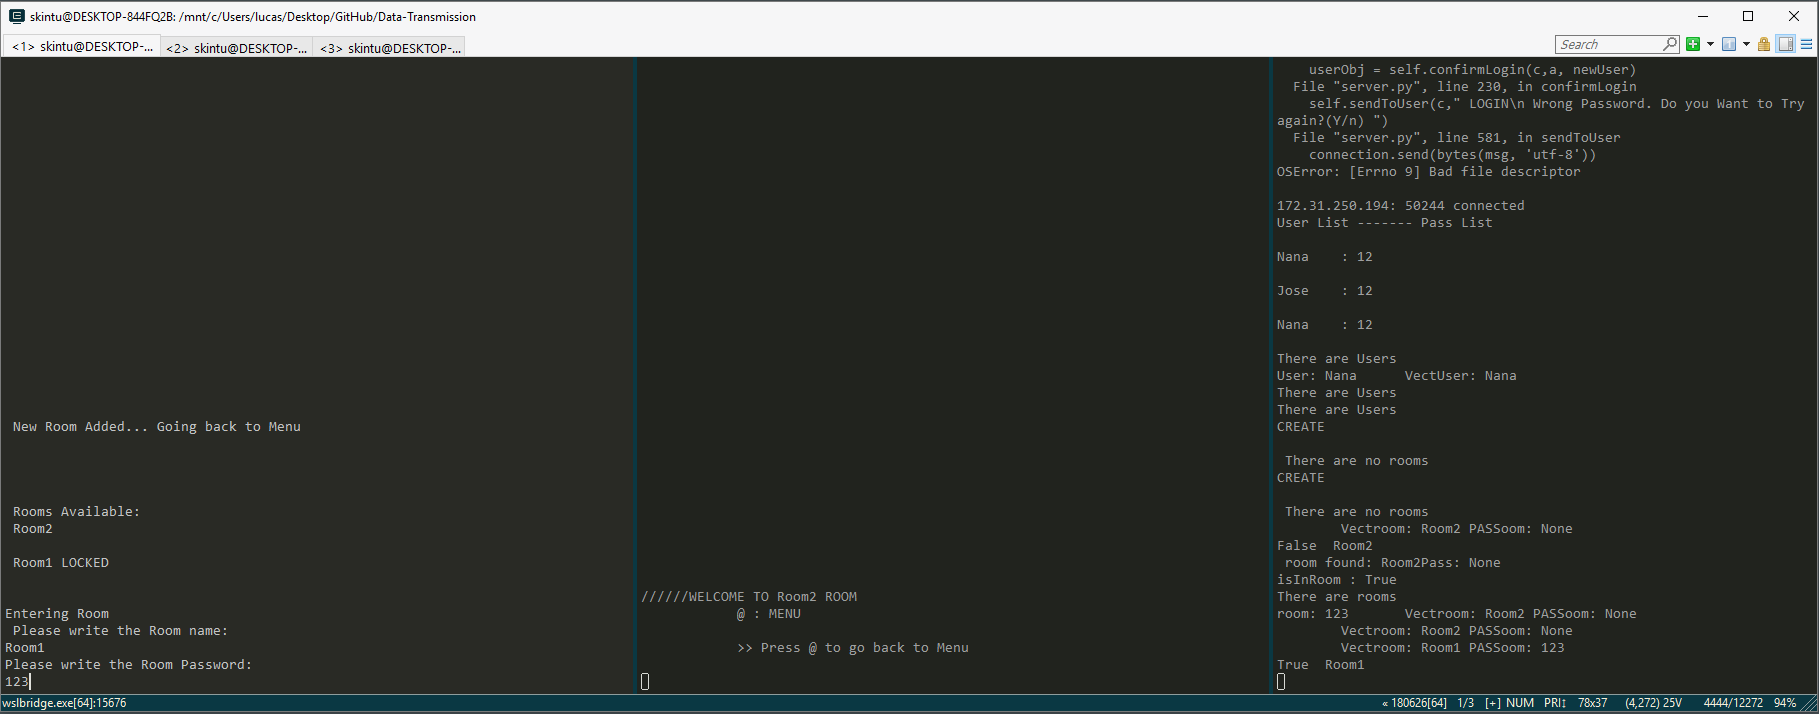 skintu@DESKTOP-844FQ2B: /mnt/c/Users/lucas/Desktop/GitHub/Data-Transmission
<1> skintu@DESKTOP-... <2> skintu@DESKTOP-... <3> skintu@DESKTOP-... Search
New Room Added... Going back to Menu
Rooms Available:
Room2
Room1 LOCKED
Entering Room
Please write the Room name:
Room1
Please write the Room Password:
123
//////WELCOME TO Room2 ROOM
@ : MENU
>> Press @ to go back to Menu
userObj = self.confirmLogin(c,a, newUser)
File "server.py", line 230, in confirmLogin
self.sendToUser(c," LOGIN\n Wrong Password. Do you Want to Try
again?(Y/n) ")
File "server.py", line 581, in sendToUser
connection.send(bytes(msg, 'utf-8'))
OSError: [Errno 9] Bad file descriptor
172.31.250.194: 50244 connected
User List ------- Pass List
Nana : 12
Jose : 12
Nana : 12
There are Users
User: Nana VectUser: Nana
There are Users
There are Users
CREATE
There are no rooms
CREATE
There are no rooms
Vectroom: Room2 PASSoom: None
False Room2
room found: Room2Pass: None
isInRoom : True
There are rooms
room: 123 Vectroom: Room2 PASSoom: None
Vectroom: Room2 PASSoom: None
Vectroom: Room1 PASSoom: 123
True Room1
wslbridge.exe[64]:15676 « 180626[64] 1/3 [+] NUM PRI↕ 78x37 (4,272) 25V 4444/12272 94%